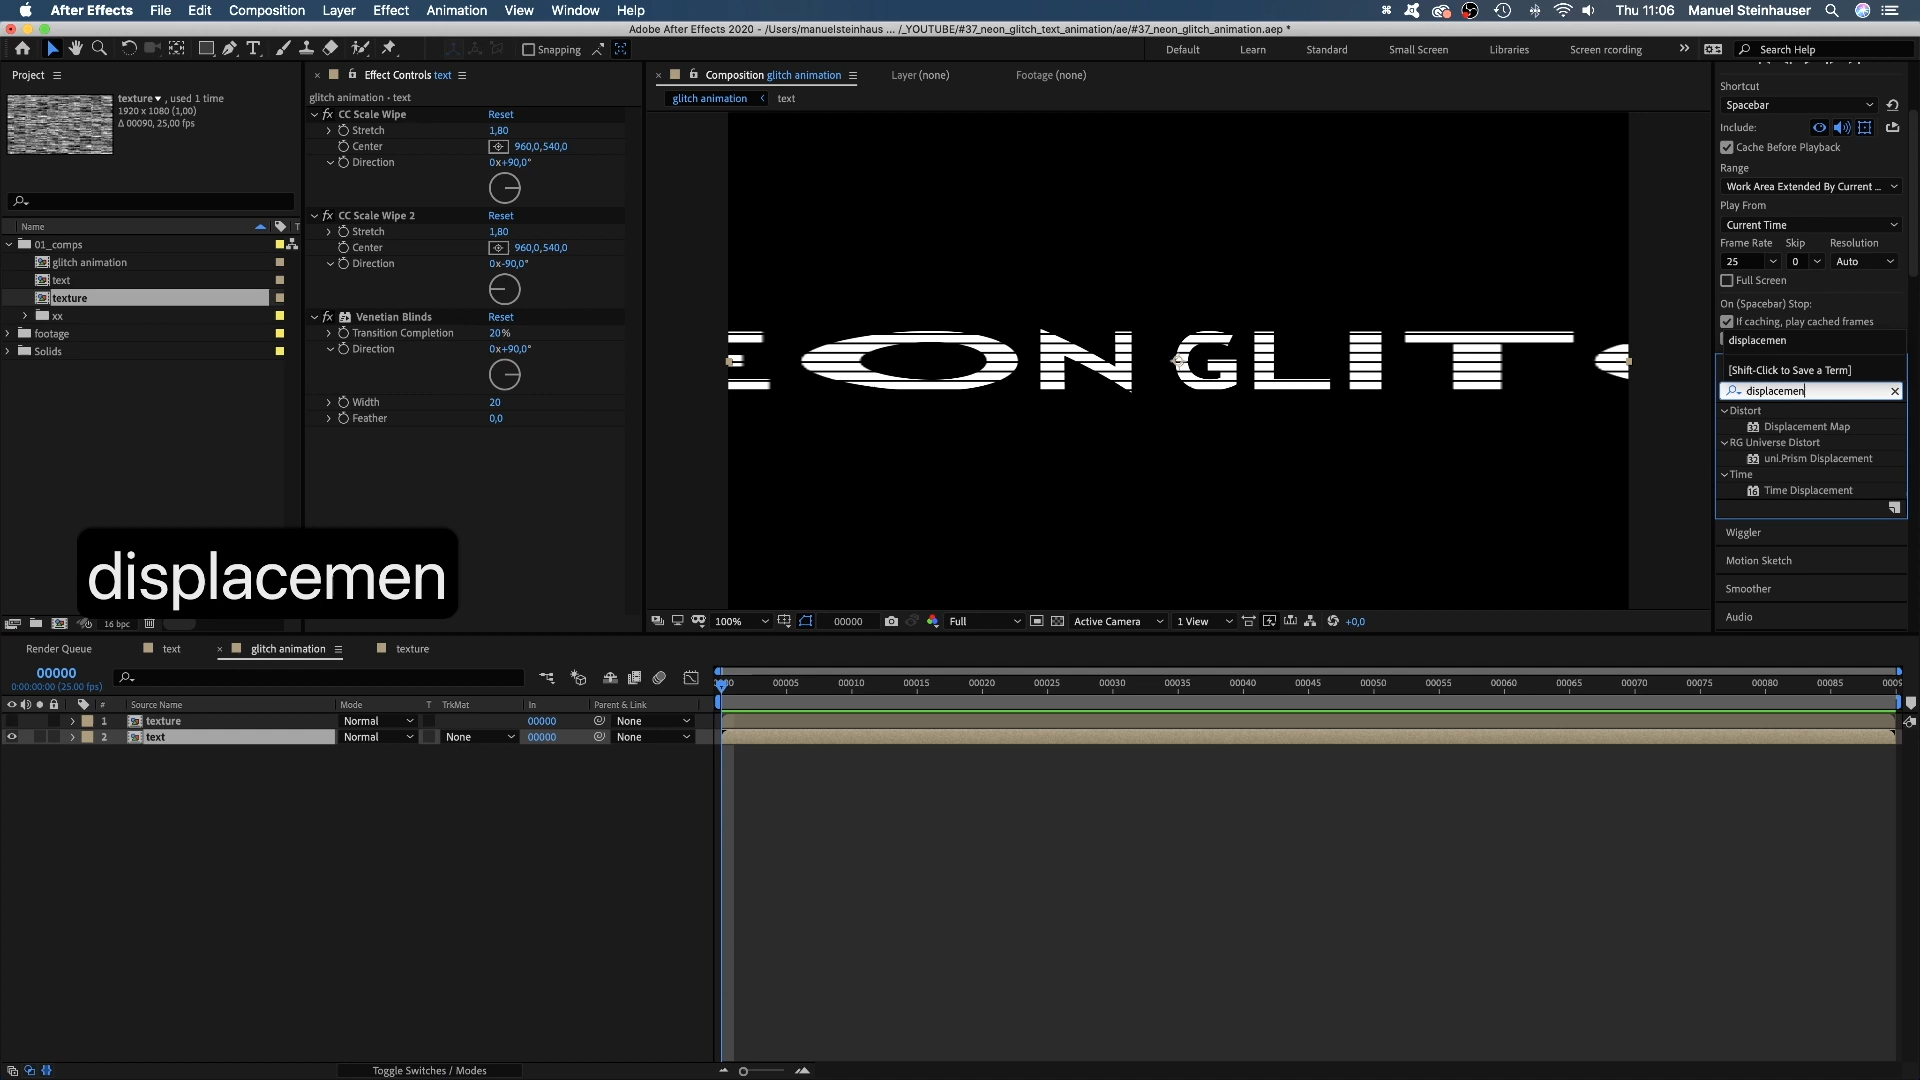 After Effects File Edit Composition Layer Effect Animation View Window Help Thu 11:06 Manuel Steinhauser
Adobe After Effects 2020 - /Users/manuelsteinhaus ... /_YOUTUBE/#37_neon_glitch_text_animation/ae/#37_neon_glitch_animation.aep *
Snapping Default Learn Standard Small Screen Libraries Screen rcording Search Help
Project
texture , used 1 time
1920 x 1080 (1,00)
Δ 00090, 25,00 fps
Name
01_comps
glitch animation
text
texture
xx
footage
Solids
16 bpc
Effect Controls text
glitch animation • text
fx CC Scale Wipe Reset
Stretch 1,80
Center 960,0,540,0
Direction 0x+90,0°
fx CC Scale Wipe 2 Reset
Stretch 1,80
Center 960,0,540,0
Direction 0x-90,0°
fx Venetian Blinds Reset
Transition Completion 20%
Direction 0x+90,0°
Width 20
Feather 0,0
Composition glitch animation Layer (none) Footage (none)
glitch animation text
EONGLITC
100% 00000 Full Active Camera 1 View +0,0
Shortcut
Spacebar
Include:
Cache Before Playback
Range
Work Area Extended By Current ...
Play From
Current Time
Frame Rate Skip Resolution
25 0 Auto
Full Screen
On (Spacebar) Stop:
If caching, play cached frames
displacemen
[Shift-Click to Save a Term]
displacemen
Distort
Displacement Map
RG Universe Distort
uni.Prism Displacement
Time
Time Displacement
Wiggler
Motion Sketch
Smoother
Audio
displacemen
Render Queue text glitch animation texture
00000
0:00:00:00 (25.00 fps)
00005 00010 00015 00020 00025 00030 00035 00040 00045 00050 00055 00060 00065 00070 00075 00080 00085 0009
# Source Name Mode T TrkMat In Parent & Link
1 texture Normal 00000 None
2 text Normal None 00000 None
Toggle Switches / Modes